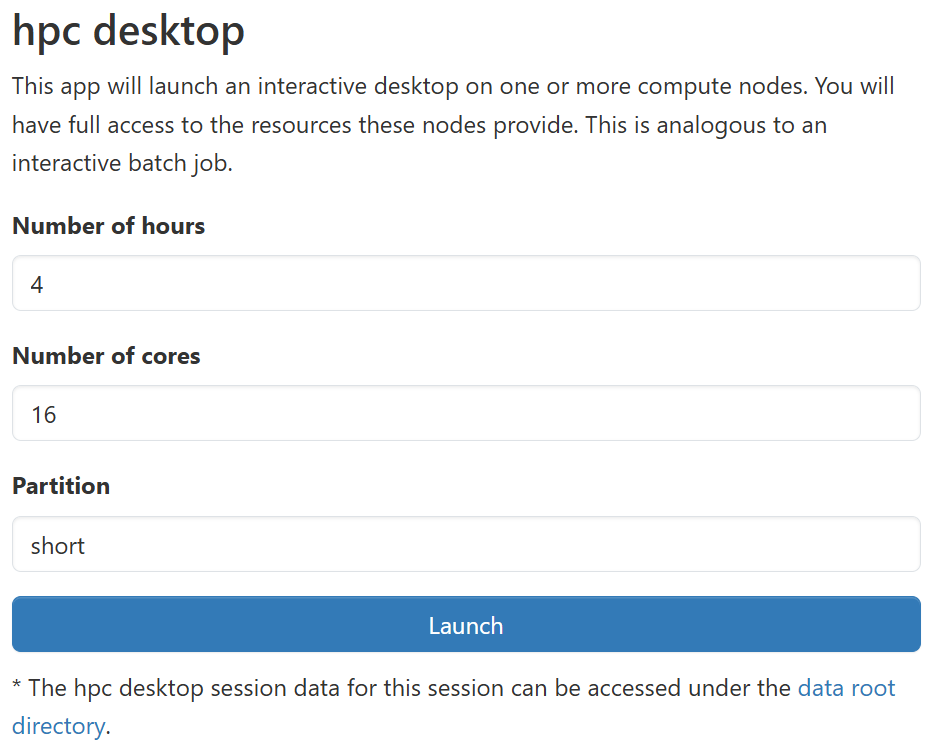 hpc desktop
This app will launch an interactive desktop on one or more compute nodes. You will
have full access to the resources these nodes provide. This is analogous to an
interactive batch job.
Number of hours
4
Number of cores
16
Partition
short
Launch
* The hpc desktop session data for this session can be accessed under the data root
directory.